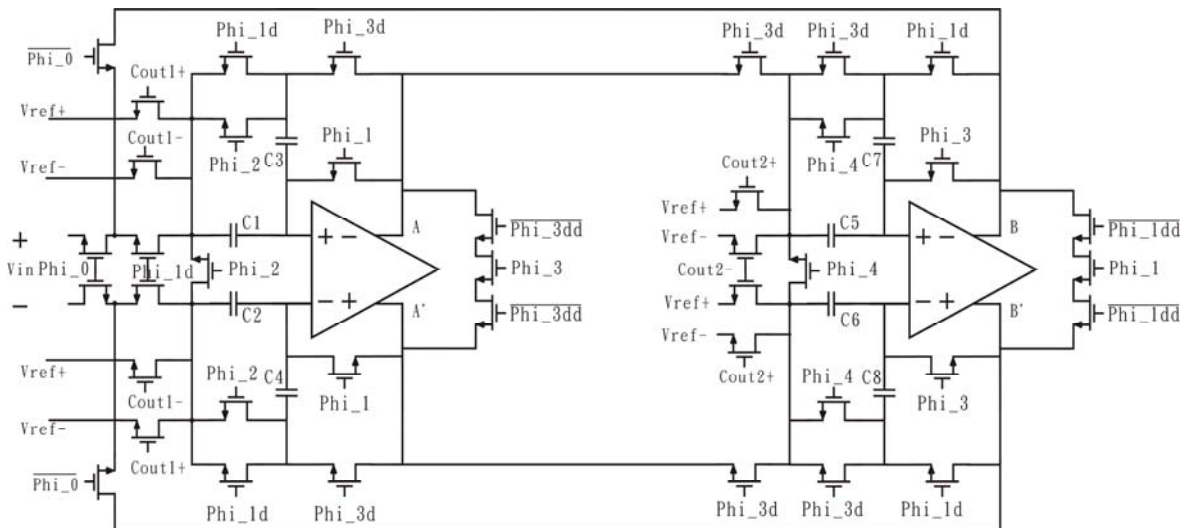 Phi_1d Phi_3d Phi_3d Phi_3d Phi_1d
Phi_0
Cout1+
Vref+
Cout1-
Phi_2 C3 Phi_1
Phi_4 C7 Phi_3
Vref-
Cout2+
Vref+
C1 + - A
Phi_3dd
Vref- C5 + - B
Phi_1dd
+
Vin Phi_0 Phi_1d Phi_2
Phi_3
Cout2- Phi_4
Phi_1
-
C2 - + A'
Phi_3dd
Vref+ C6 - + B'
Phi_1dd
Vref-
Vref+
Cout1-
Phi_2 C4 Phi_1
Cout2+
Phi_4 C8 Phi_3
Vref-
Cout1+
Phi_0
Phi_1d Phi_3d Phi_3d Phi_3d Phi_1d